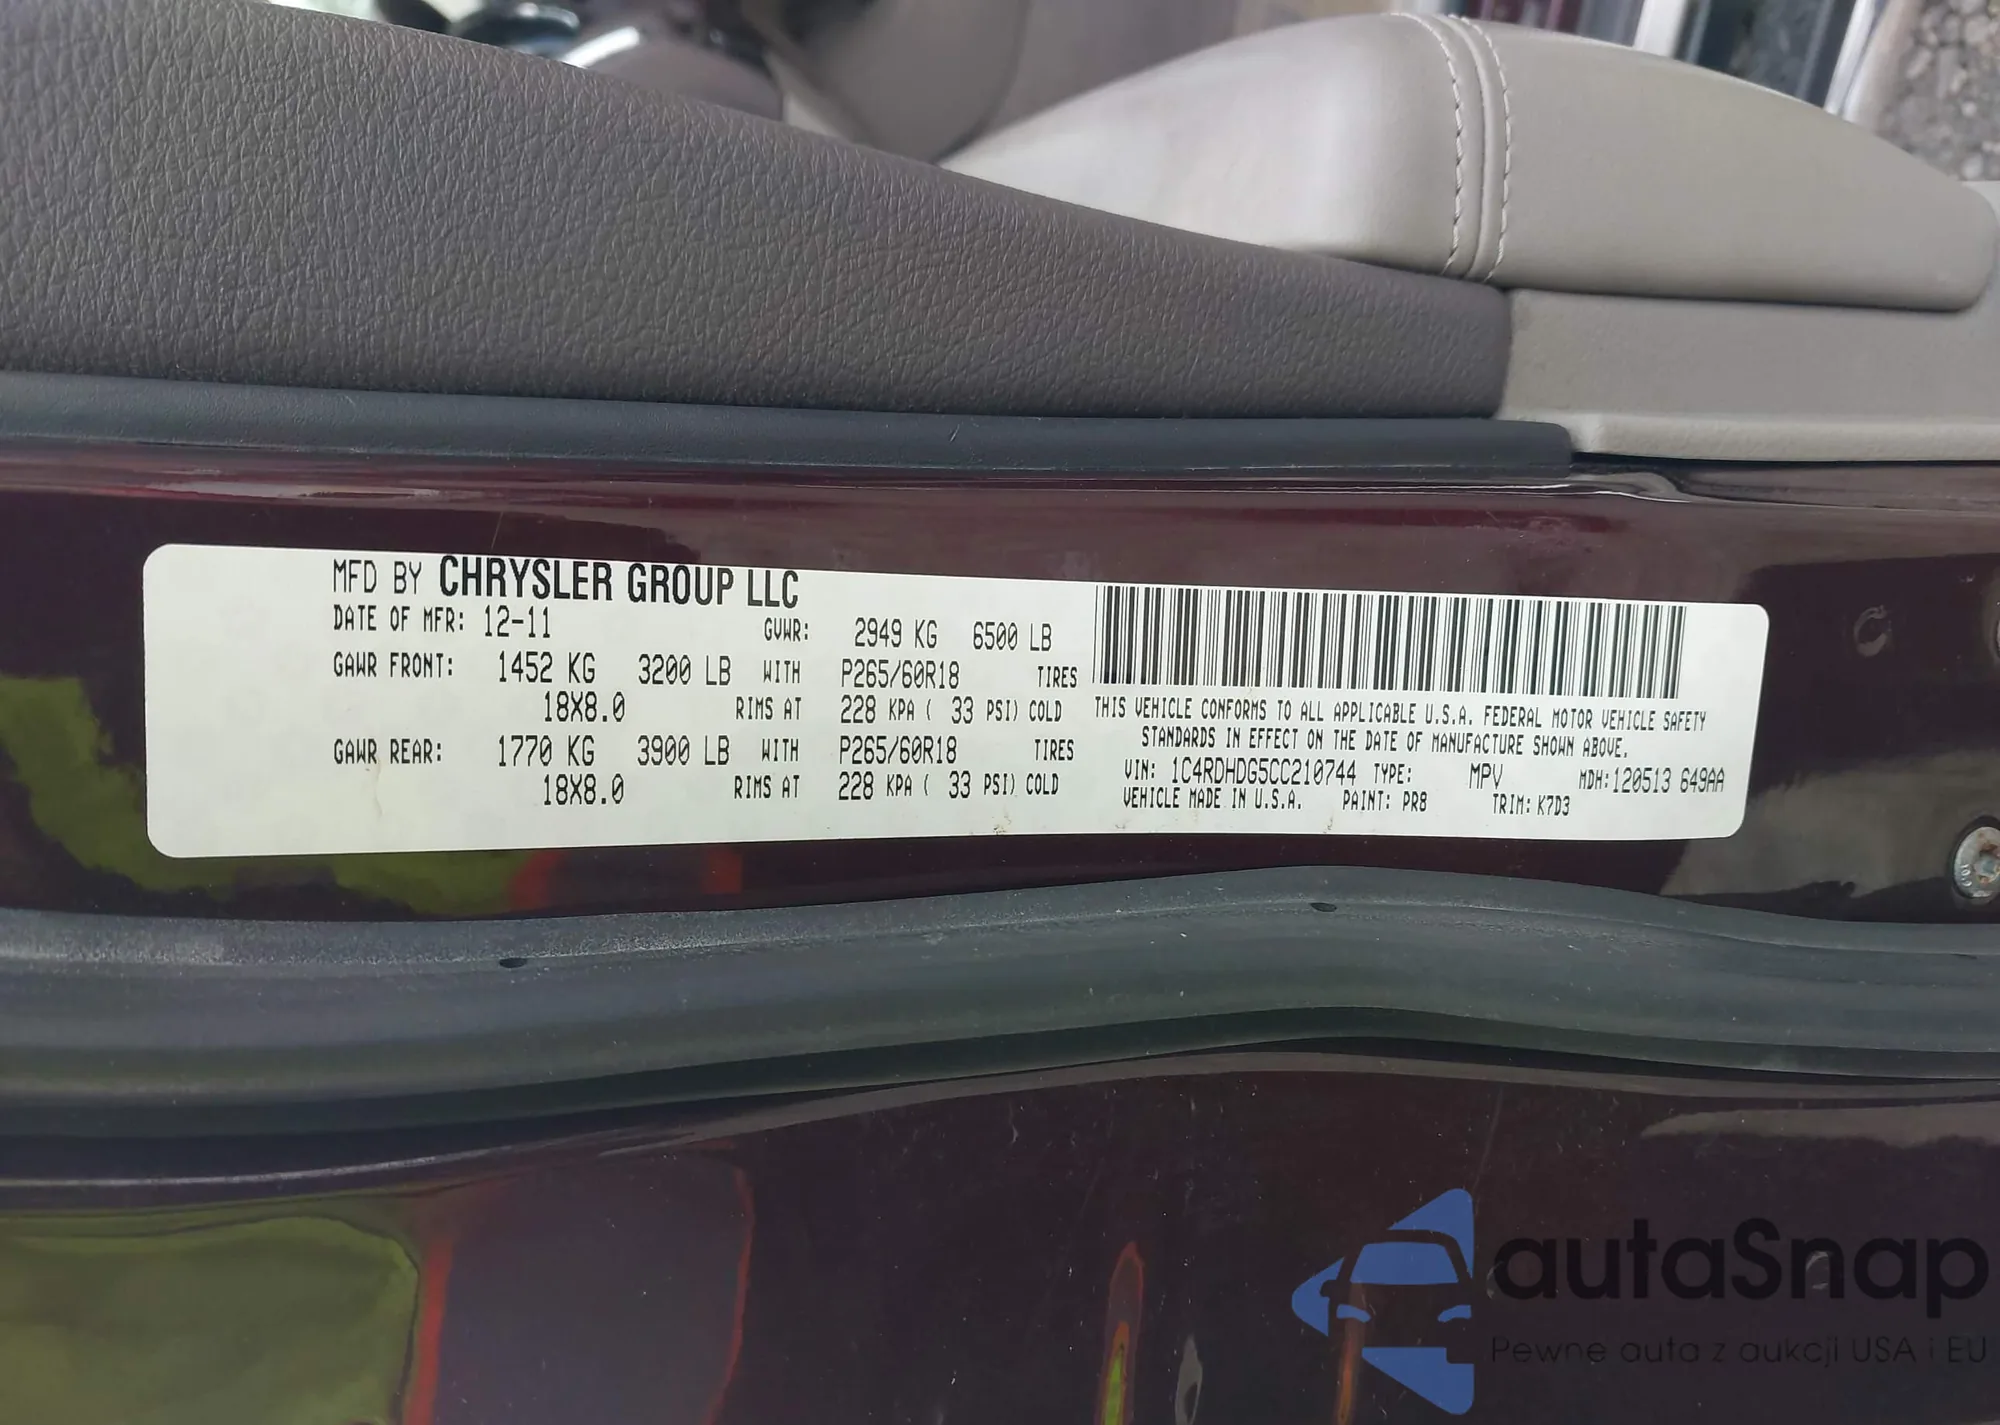 MFD BY CHRYSLER GROUP LLC
DATE OF MFR: 12-11 GVWR: 2949 KG 6500 LB
GAWR FRONT: 1452 KG 3200 LB WITH P265/60R18 TIRES
18X8.0 RIMS AT 228 KPA ( 33 PSI) COLD
GAWR REAR: 1770 KG 3900 LB WITH P265/60R18 TIRES
18X8.0 RIMS AT 228 KPA ( 33 PSI) COLD
THIS VEHICLE CONFORMS TO ALL APPLICABLE U.S.A. FEDERAL MOTOR VEHICLE SAFETY
STANDARDS IN EFFECT ON THE DATE OF MANUFACTURE SHOWN ABOVE.
VIN: 1C4RDHDG5CC210744 TYPE: MPV MDH:120513 649AA
VEHICLE MADE IN U.S.A. PAINT: PR8 TRIM: K7D3
autaSnap
Pewne auta z aukcji USA i EU